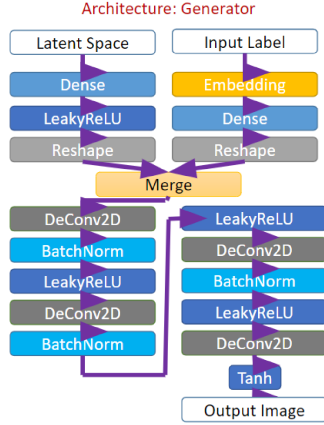 Architecture: Generator
Latent Space
Dense
LeakyReLU
Reshape
Input Label
Embedding
Dense
Reshape
Merge
DeConv2D
BatchNorm
LeakyReLU
DeConv2D
BatchNorm
LeakyReLU
DeConv2D
BatchNorm
LeakyReLU
DeConv2D
Tanh
Output Image